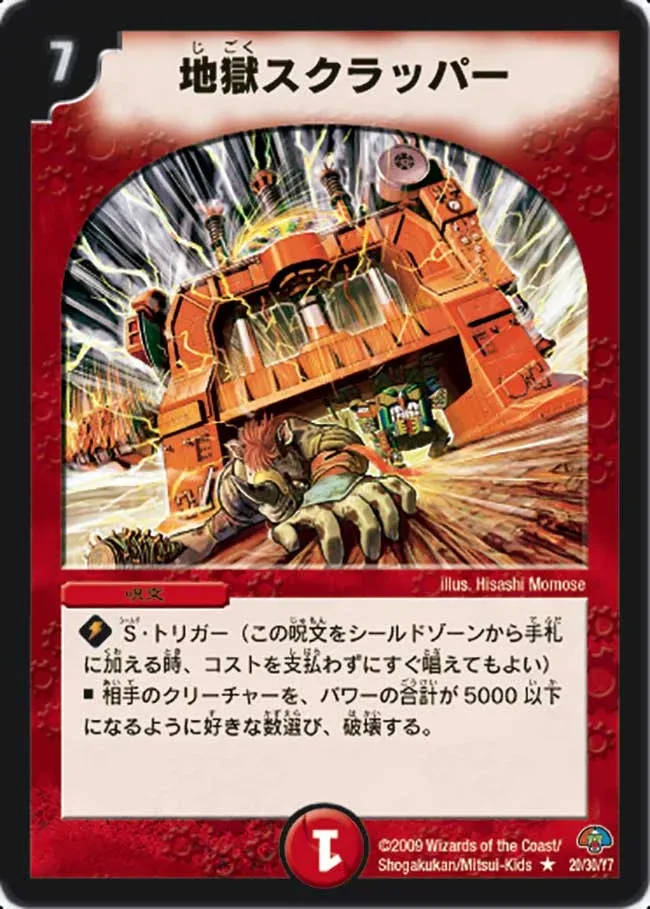 7
じごく
地獄スクラッパー
illus. Hisashi Momose
呪文
S・トリガー（この呪文をシールドゾーンから手札
に加える時、コストを支払わずにすぐ唱えてもよい）
■ 相手のクリーチャーを、パワーの合計が 5000 以下
になるように好きな数選び、破壊する。
1
©2009 Wizards of the Coast/
Shogakukan/Mitsui-Kids ★ 20/30/Y7